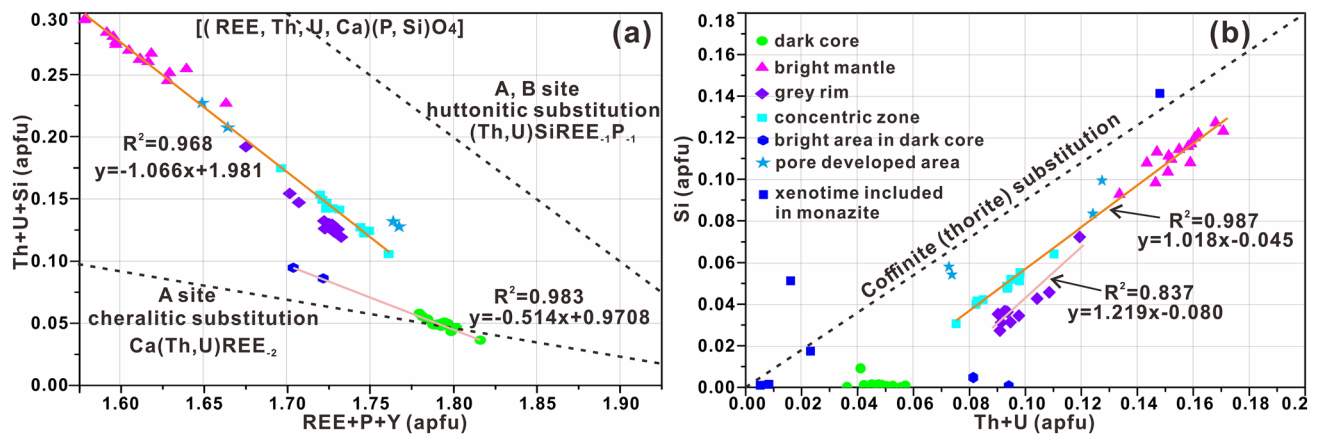 [( REE, Th, U, Ca)(P, Si)O4]
(a)
A, B site
huttonitic substitution
(Th,U)SiREE-1P-1
R2=0.968
y=-1.066x+1.981
A site
cheralitic substitution
Ca(Th,U)REE-2
R2=0.983
y=-0.514x+0.9708
Th+U+Si (apfu)
0.30
0.25
0.20
0.15
0.10
0.05
0.00
1.60
1.65
1.70
1.75
1.80
1.85
1.90
REE+P+Y (apfu)
(b)
dark core
bright mantle
grey rim
concentric zone
bright area in dark core
pore developed area
xenotime included
in monazite
Coffinite (thorite) substitution
R2=0.987
y=1.018x-0.045
R2=0.837
y=1.219x-0.080
Si (apfu)
0.18
0.16
0.14
0.12
0.10
0.08
0.06
0.04
0.02
0.00
0.00
0.02
0.04
0.06
0.08
0.10
0.12
0.14
0.16
0.18
0.2
Th+U (apfu)